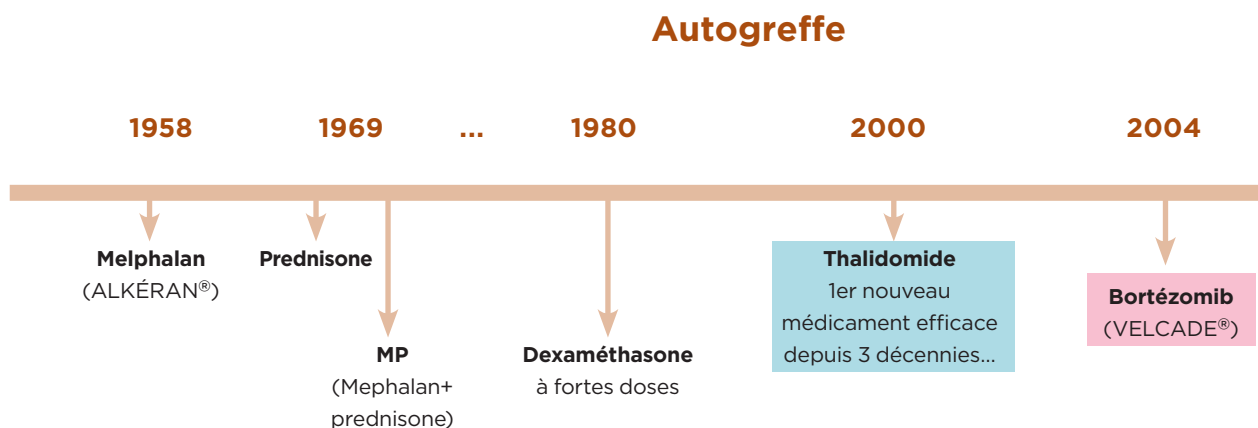 Autogreffe
1958 1969 ... 1980 2000 2004
Melphalan
(ALKÉRAN®)
Prednisone
MP
(Mephalan+
prednisone)
Dexaméthasone
à fortes doses
Thalidomide
1er nouveau
médicament efficace
depuis 3 décennies...
Bortézomib
(VELCADE®)